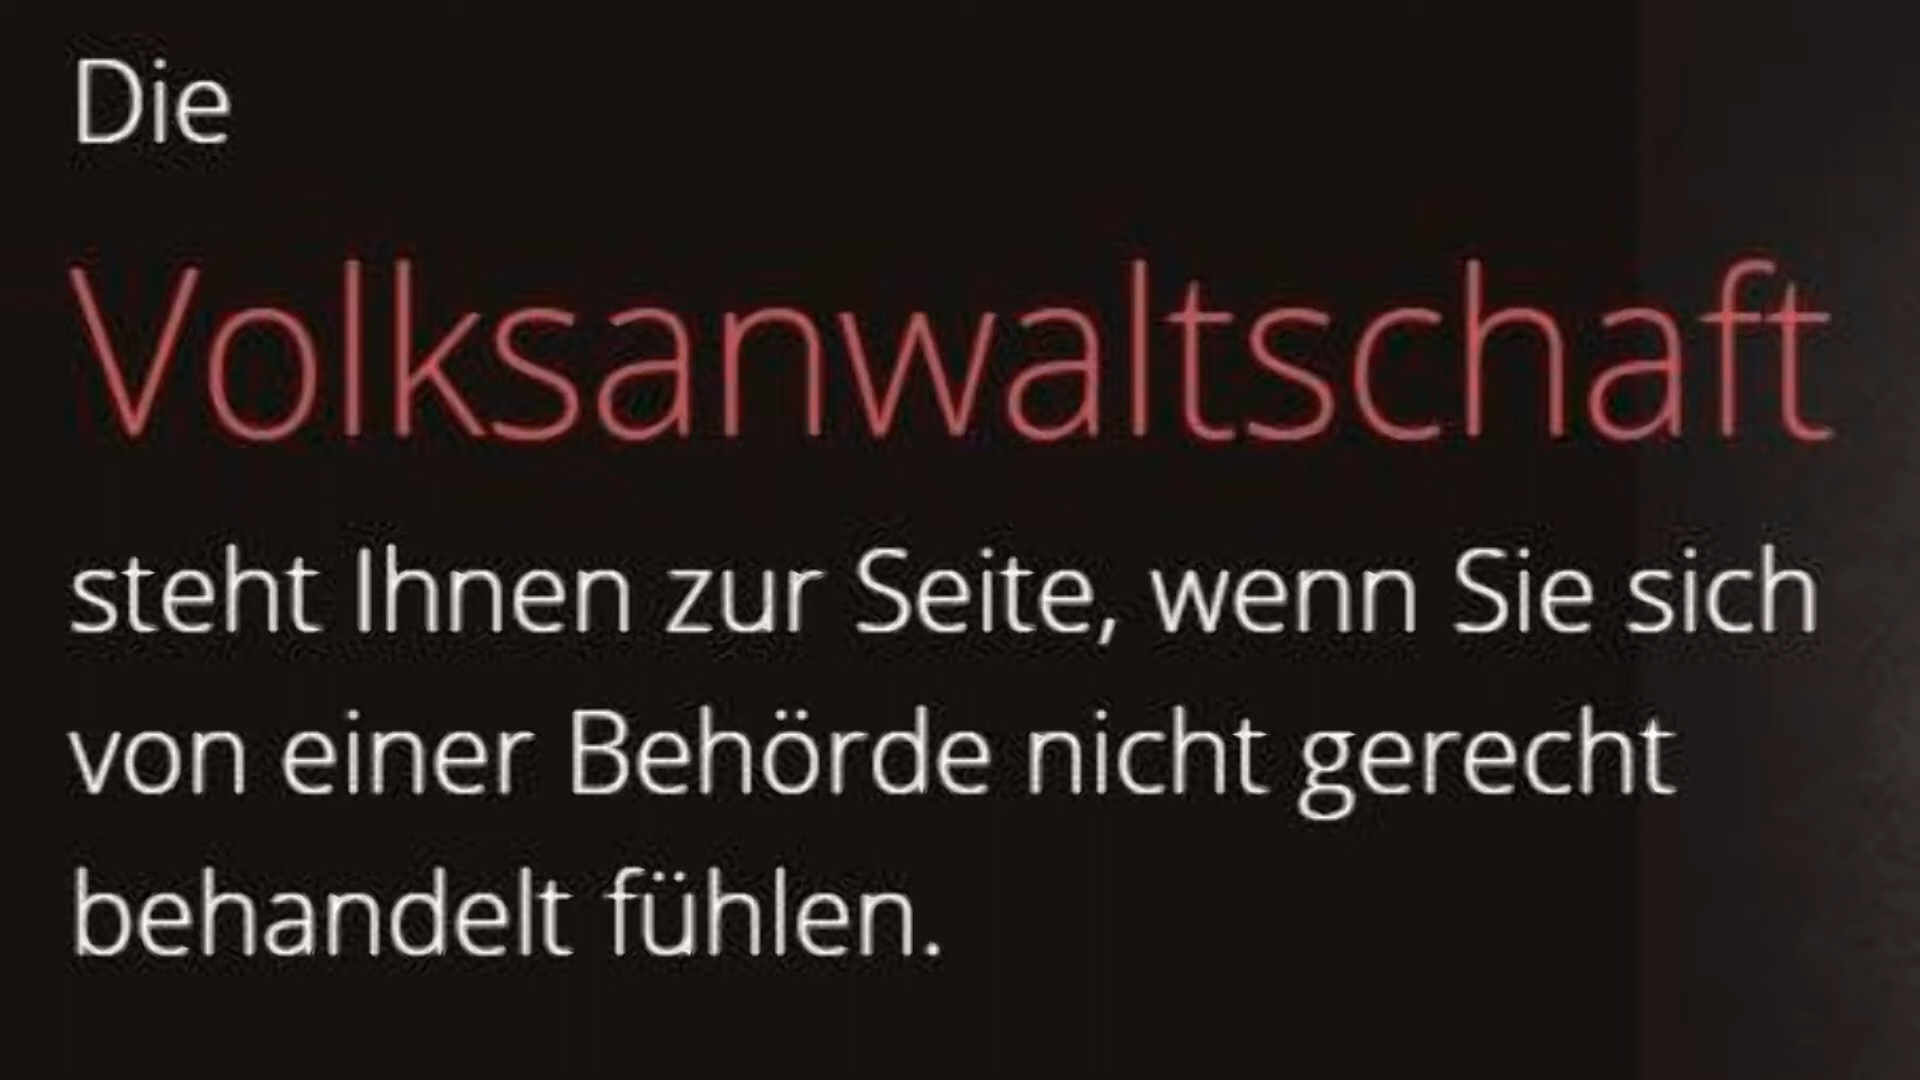 Die
Volksanwaltschaft
steht Ihnen zur Seite, wenn Sie sich
von einer Behörde nicht gerecht
behandelt fühlen.